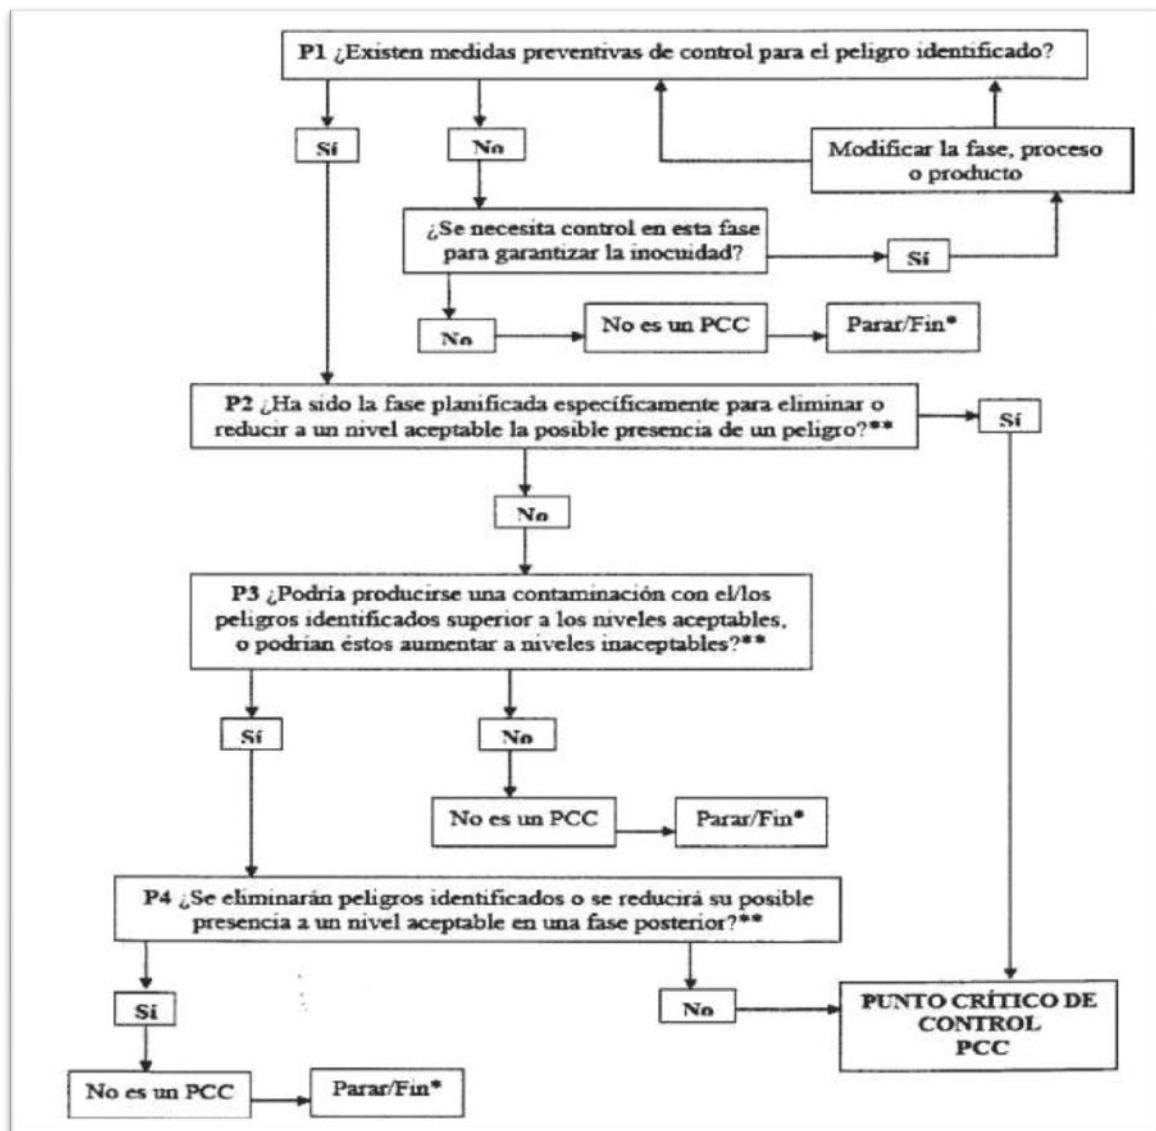 P1 ¿Existen medidas preventivas de control para el peligro identificado?
Sí
No
Modificar la fase, proceso
o producto
¿Se necesita control en esta fase
para garantizar la inocuidad?
Sí
No
No es un PCC
Parar/Fin*
P2 ¿Ha sido la fase planificada específicamente para eliminar o
reducir a un nivel aceptable la posible presencia de un peligro?**
Sí
No
P3 ¿Podría producirse una contaminación con el/los
peligros identificados superior a los niveles aceptables,
o podrían éstos aumentar a niveles inaceptables?**
Sí
No
No es un PCC
Parar/Fin*
P4 ¿Se eliminarán peligros identificados o se reducirá su posible
presencia a un nivel aceptable en una fase posterior?**
Sí
No
PUNTO CRÍTICO DE
CONTROL
PCC
No es un PCC
Parar/Fin*